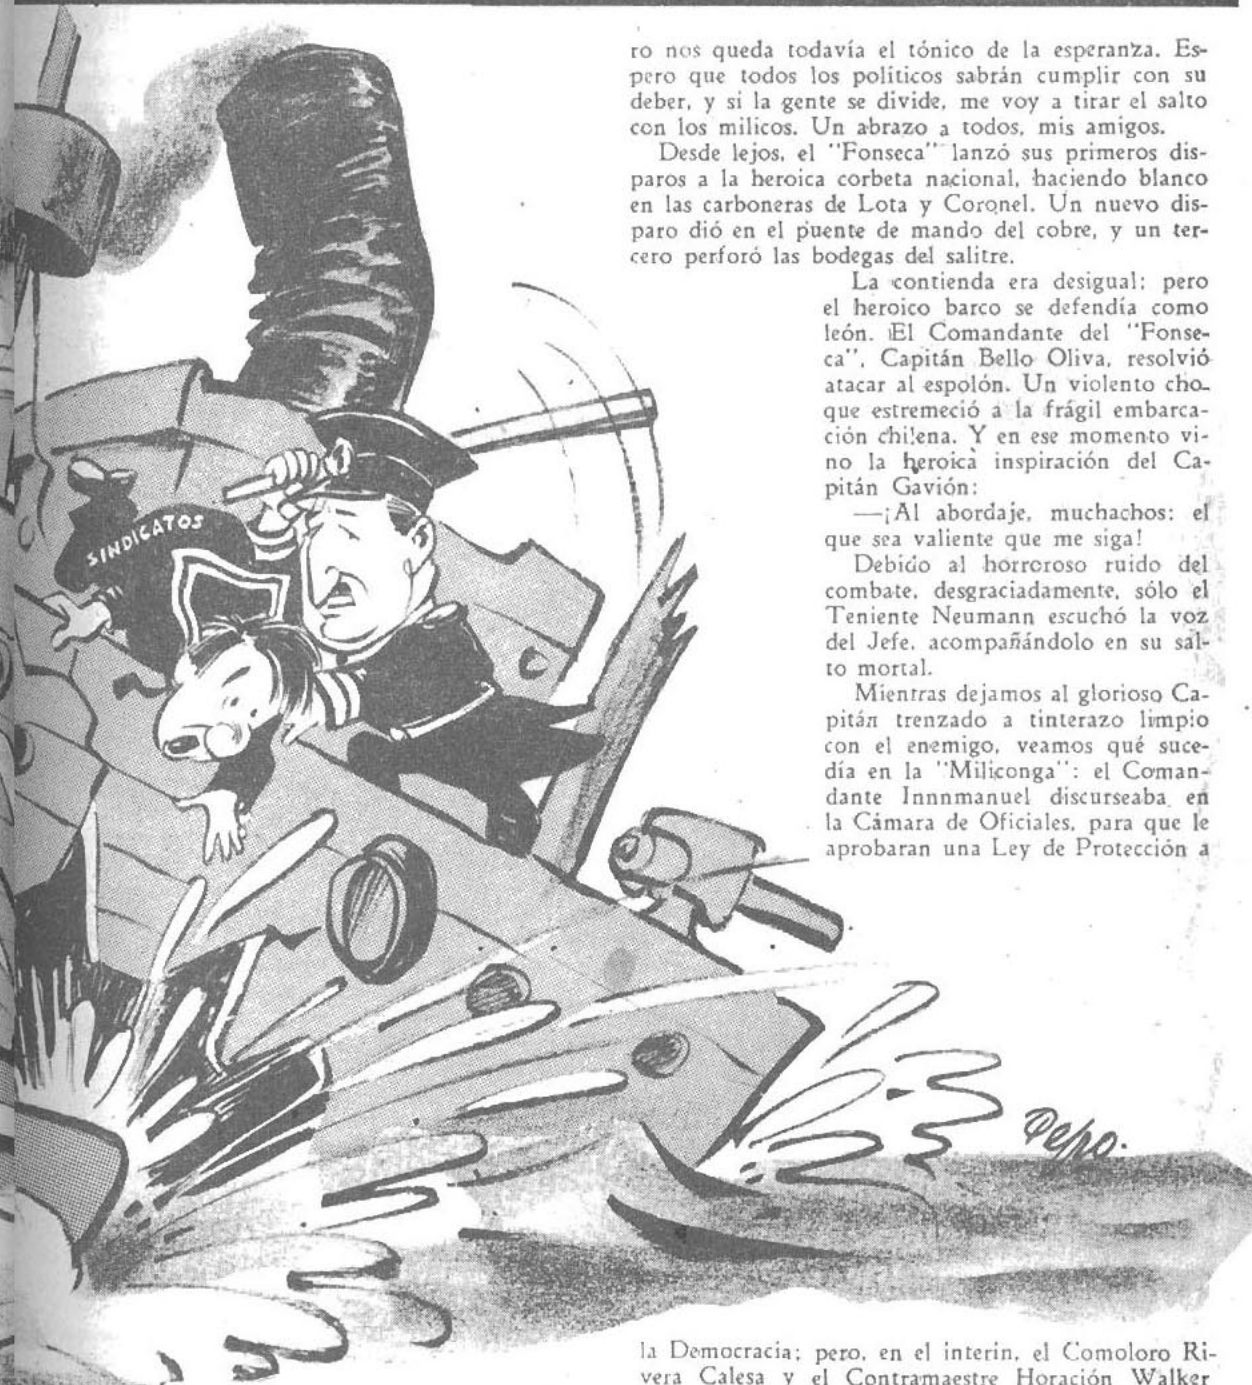 ro nos queda todavía el tónico de la esperanza. Es-
pero que todos los políticos sabrán cumplir con su
deber, y si la gente se divide, me voy a tirar el salto
con los milicos. Un abrazo a todos, mis amigos.
Desde lejos, el "Fonseca" lanzó sus primeros dis-
paros a la heroica corbeta nacional, haciendo blanco
en las carboneras de Lota y Coronel. Un nuevo dis-
paro dió en el puente de mando del cobre, y un ter-
cero perforó las bodegas del salitre.
La contienda era desigual; pero
el heroico barco se defendía como
león. El Comandante del "Fonse-
ca", Capitán Bello Oliva, resolvió
atacar al espolón. Un violento cho-
que estremeció a la frágil embarca-
ción chilena. Y en ese momento vi-
no la heroica inspiración del Ca-
pitán Gavión:
—¡Al abordaje, muchachos; el
que sea valiente que me siga!
Debido al horroroso ruido del
combate, desgraciadamente, sólo el
Teniente Neumann escuchó la voz
del Jefe, acompañándolo en su sal-
to mortal.
Mientras dejamos al glorioso Ca-
pitán trenzado a tinterazo limpio
con el enemigo, veamos qué suce-
día en la "Miliconga": el Coman-
dante Innnmanuel discurseaba en
la Cámara de Oficiales, para que le
aprobaran una Ley de Protección a
SINDICATOS
Pepo.
la Democracia; pero, en el interin, el Comoloro Ri-
vera Calesa y el Contramaestre Horación Walker